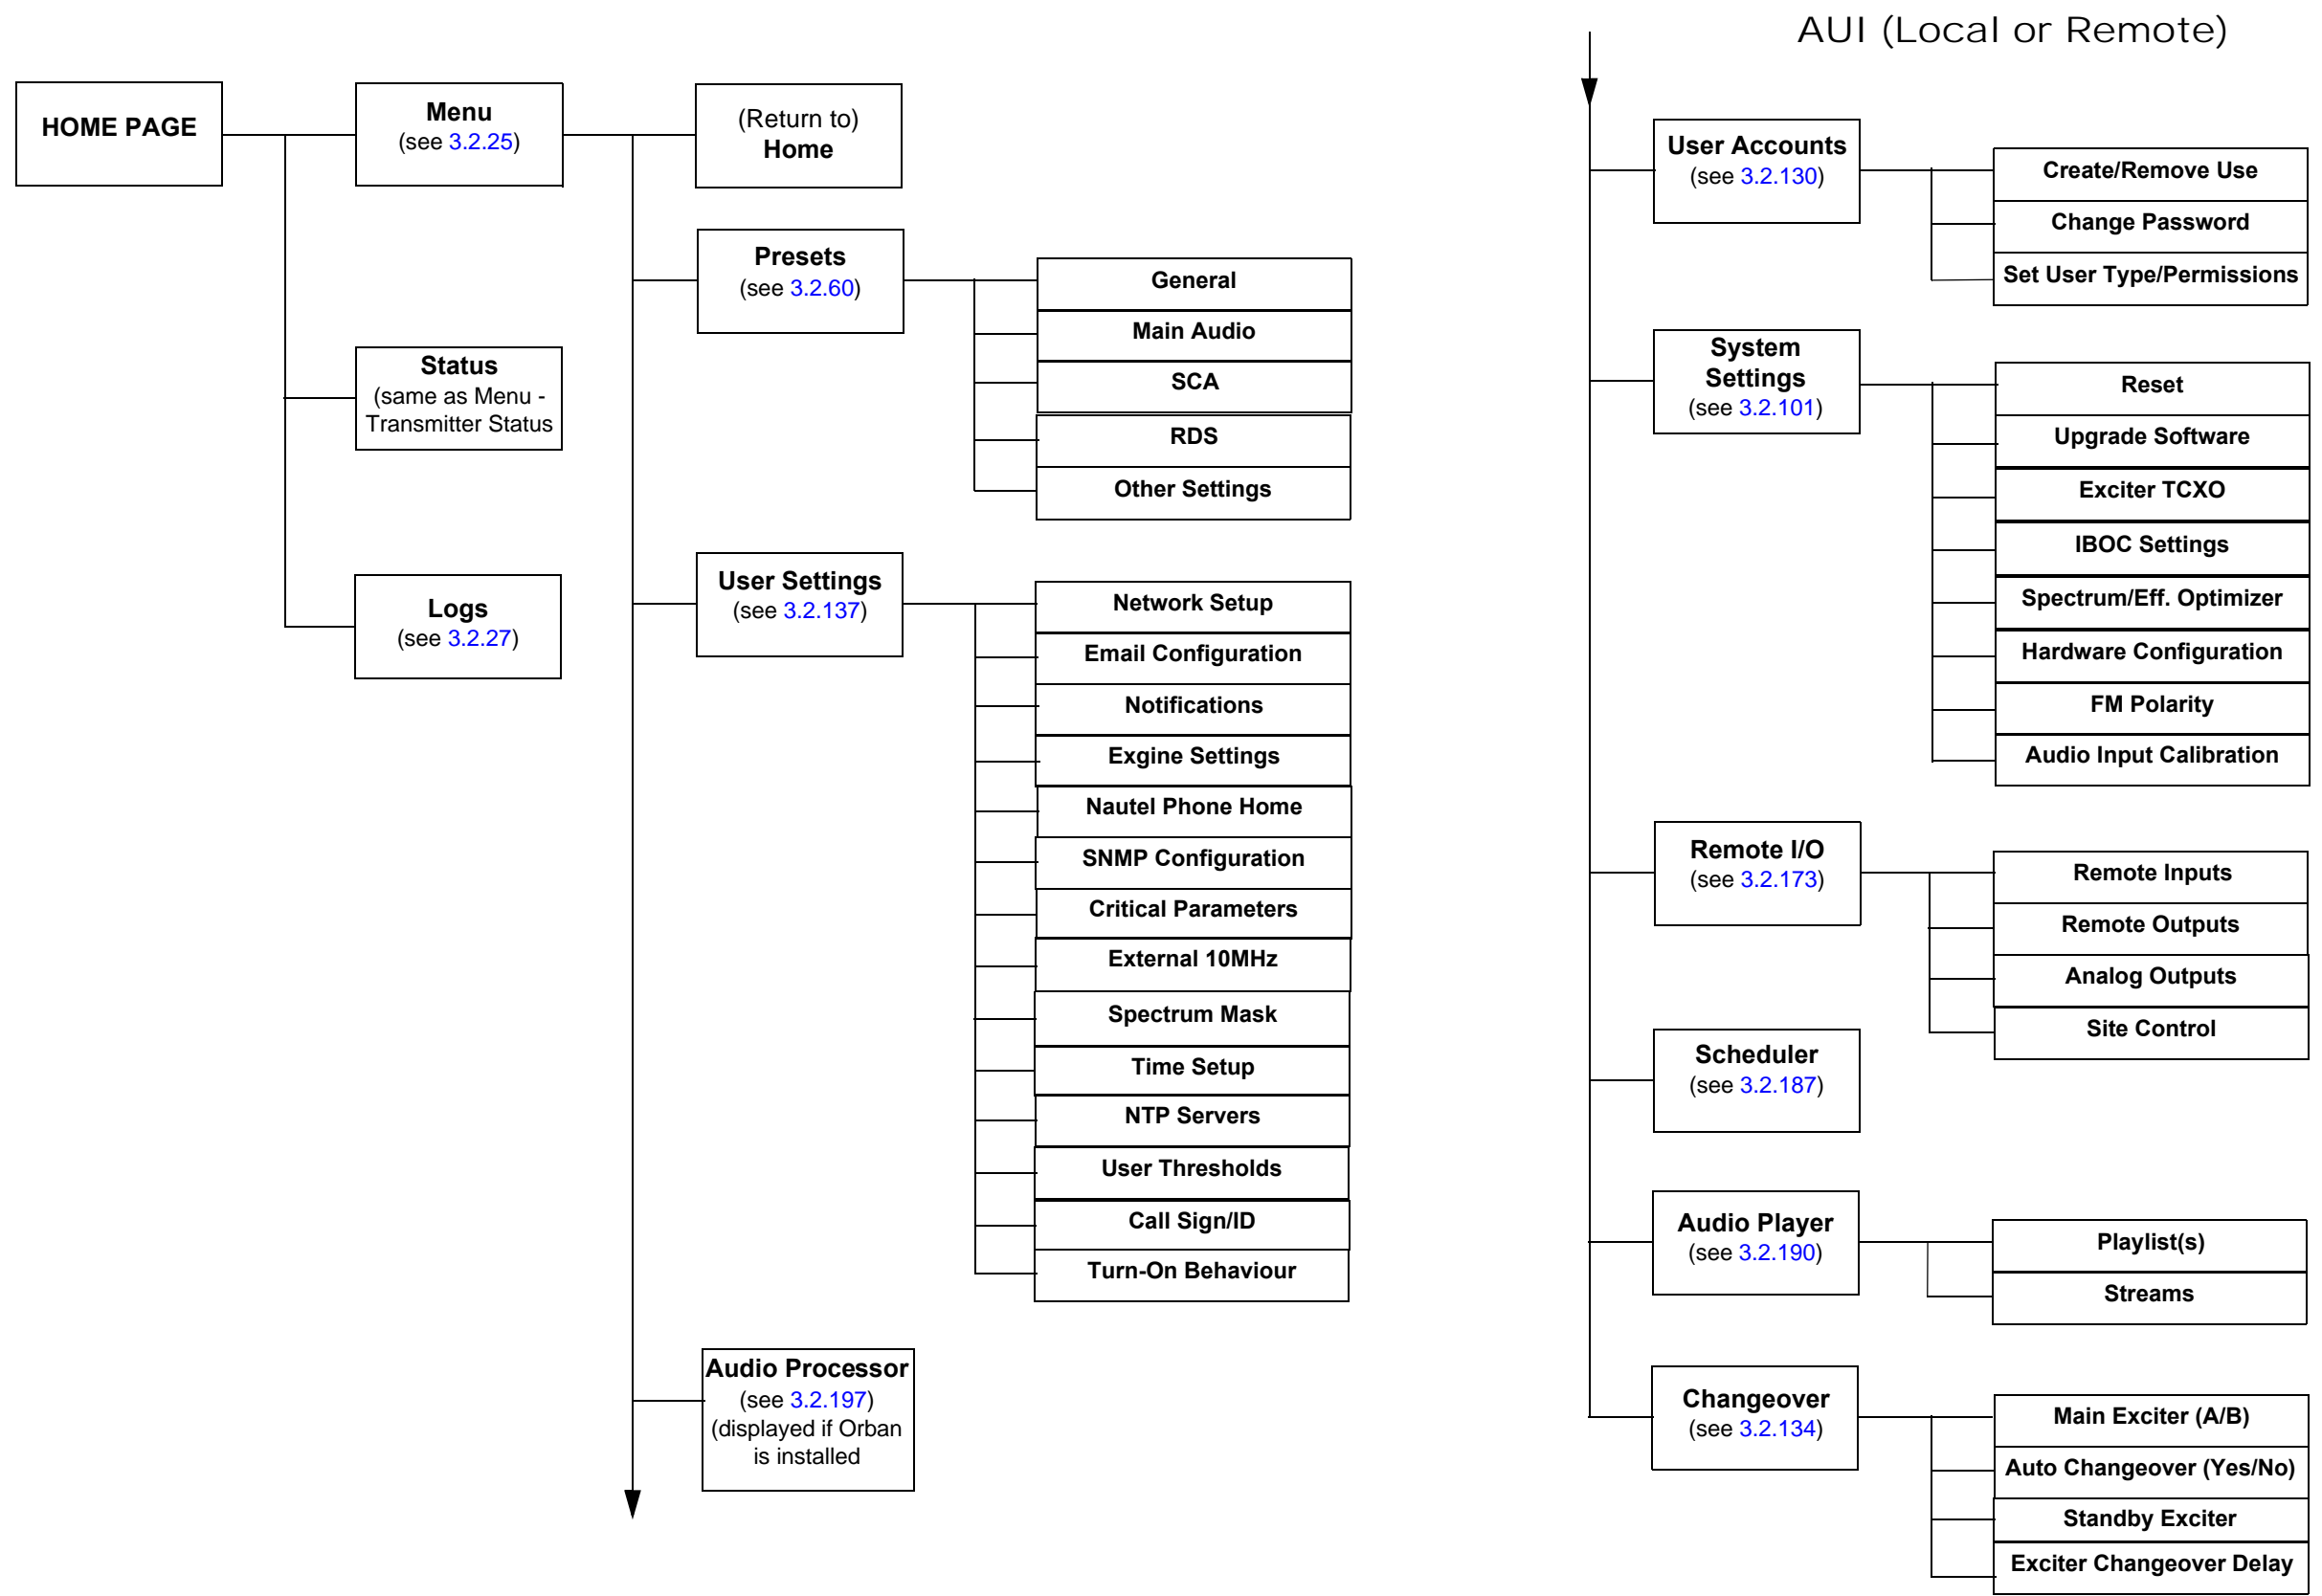 AUI (Local or Remote)
HOME PAGE
Menu
(see 3.2.25)
Status
(same as Menu -
Transmitter Status
Logs
(see 3.2.27)
(Return to)
Home
Presets
(see 3.2.60)
General
Main Audio
SCA
RDS
Other Settings
User Settings
(see 3.2.137)
Network Setup
Email Configuration
Notifications
Exgine Settings
Nautel Phone Home
SNMP Configuration
Critical Parameters
External 10MHz
Spectrum Mask
Time Setup
NTP Servers
User Thresholds
Call Sign/ID
Turn-On Behaviour
Audio Processor
(see 3.2.197)
(displayed if Orban
is installed
User Accounts
(see 3.2.130)
Create/Remove Use
Change Password
Set User Type/Permissions
System
Settings
(see 3.2.101)
Reset
Upgrade Software
Exciter TCXO
IBOC Settings
Spectrum/Eff. Optimizer
Hardware Configuration
FM Polarity
Audio Input Calibration
Remote I/O
(see 3.2.173)
Remote Inputs
Remote Outputs
Analog Outputs
Site Control
Scheduler
(see 3.2.187)
Audio Player
(see 3.2.190)
Playlist(s)
Streams
Changeover
(see 3.2.134)
Main Exciter (A/B)
Auto Changeover (Yes/No)
Standby Exciter
Exciter Changeover Delay